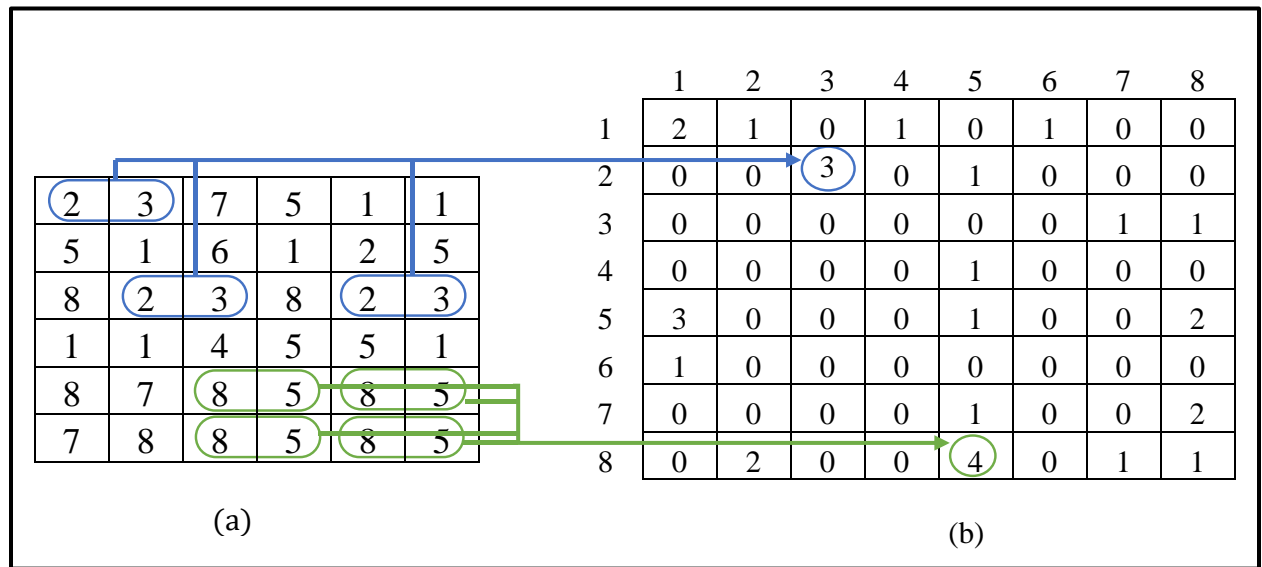 1 2 3 4 5 6 7 8
1 2 1 0 1 0 1 0 0
2 0 0 3 0 1 0 0 0
3 0 0 0 0 0 0 1 1
4 0 0 0 0 1 0 0 0
5 3 0 0 0 1 0 0 2
6 1 0 0 0 0 0 0 0
7 0 0 0 0 1 0 0 2
8 0 2 0 0 4 0 1 1
2 3 7 5 1 1
5 1 6 1 2 5
8 2 3 8 2 3
1 1 4 5 5 1
8 7 8 5 8 5
7 8 8 5 8 5
(a)
(b)